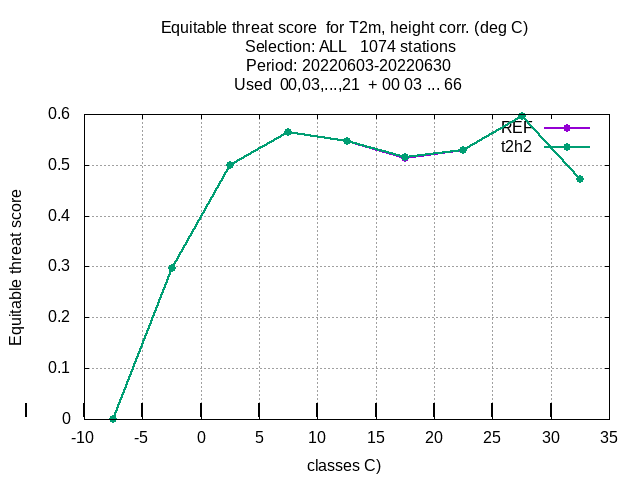 Equitable threat score  for T2m, height corr. (deg C)
Selection: ALL   1074 stations
Period: 20220603-20220630
Used  00,03,...,21  + 00 03 ... 66
REF
t2h2
Equitable threat score
0.6
0.5
0.4
0.3
0.2
0.1
0
-10 -5 0 5 10 15 20 25 30 35
classes C)